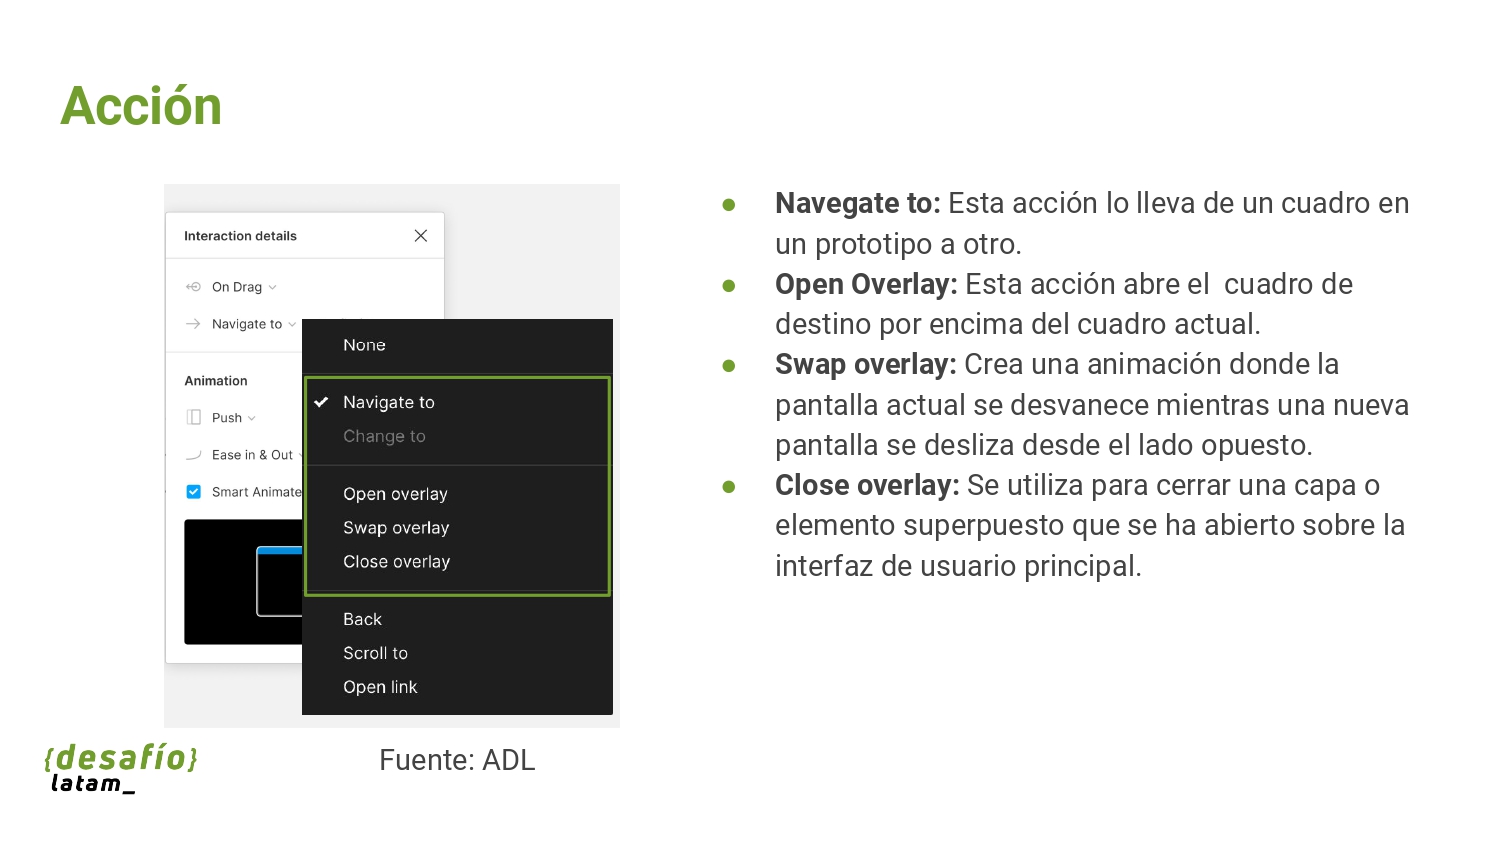 Acción
Interaction details
On Drag
Navigate to
Animation
Push
Ease in & Out
Smart Animate
None
Navigate to
Change to
Open overlay
Swap overlay
Close overlay
Back
Scroll to
Open link
Fuente: ADL
● Navegate to: Esta acción lo lleva de un cuadro en
un prototipo a otro.
● Open Overlay: Esta acción abre el  cuadro de
destino por encima del cuadro actual.
● Swap overlay: Crea una animación donde la
pantalla actual se desvanece mientras una nueva
pantalla se desliza desde el lado opuesto.
● Close overlay: Se utiliza para cerrar una capa o
elemento superpuesto que se ha abierto sobre la
interfaz de usuario principal.
{desafío}
latam_